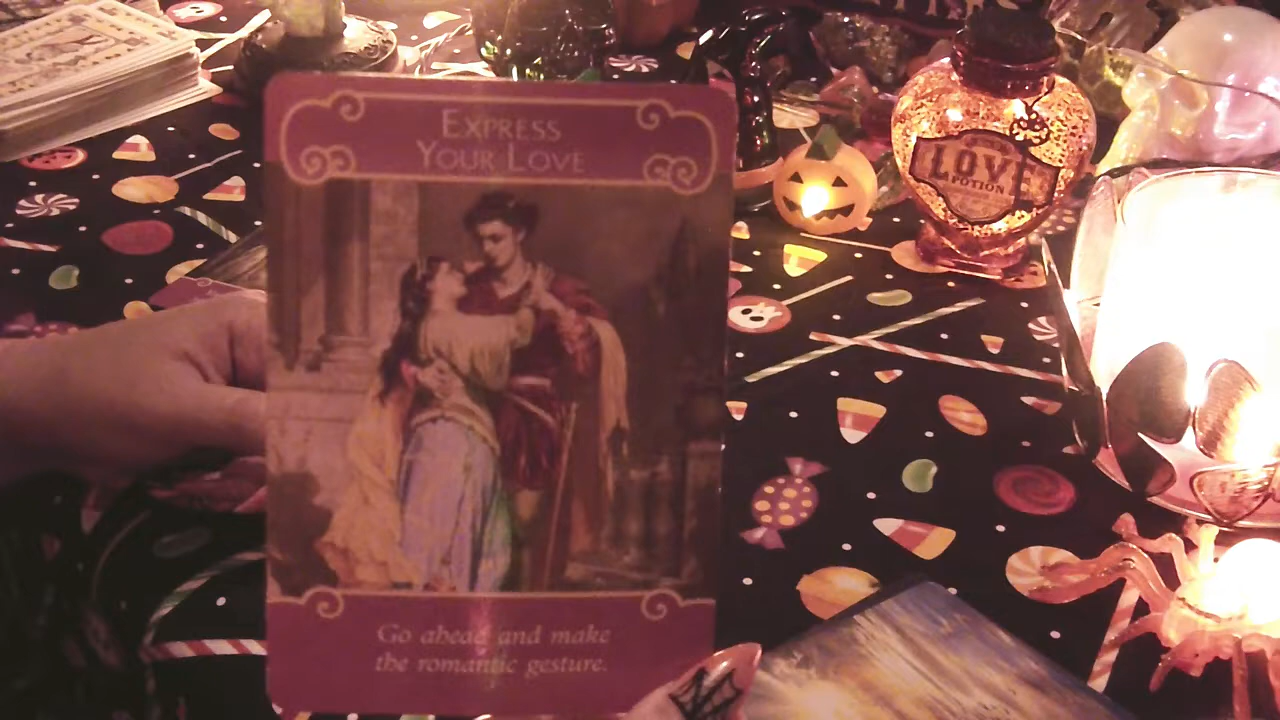 Express
Your Love
Go ahead and make
the romantic gesture.
LOVE
POTION